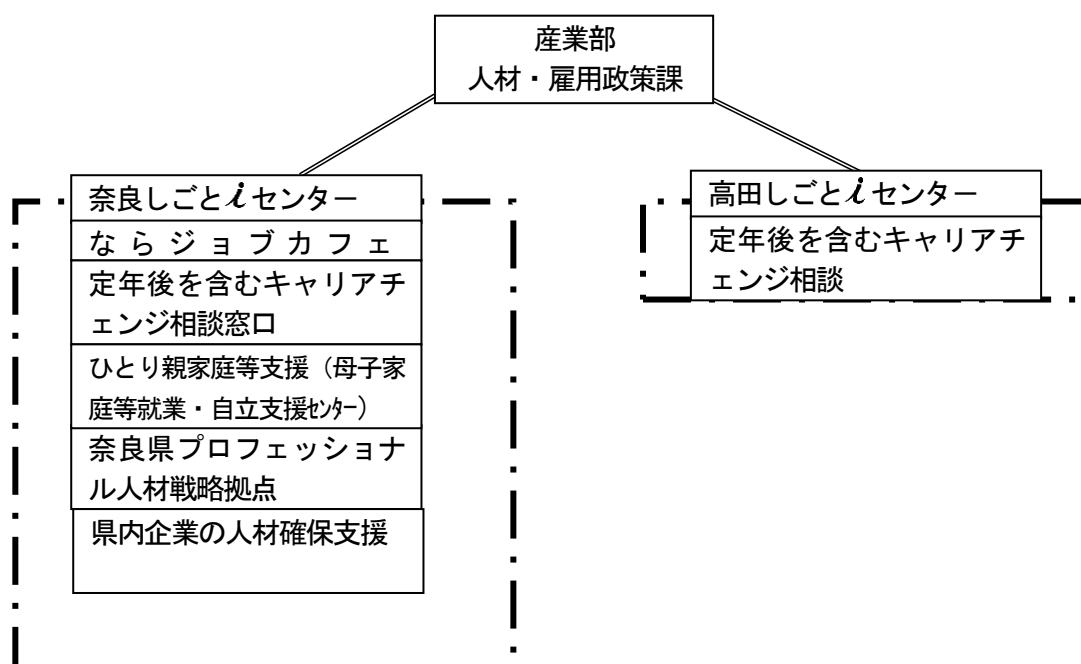 産業部
人材・雇用政策課
奈良しごとiセンター
ならジョブカフェ
定年後を含むキャリアチ
ェンジ相談窓口
ひとり親家庭等支援（母子家
庭等就業・自立支援ｾﾝﾀｰ）
奈良県プロフェッショナ
ル人材戦略拠点
県内企業の人材確保支援
高田しごとiセンター
定年後を含むキャリアチ
ェンジ相談